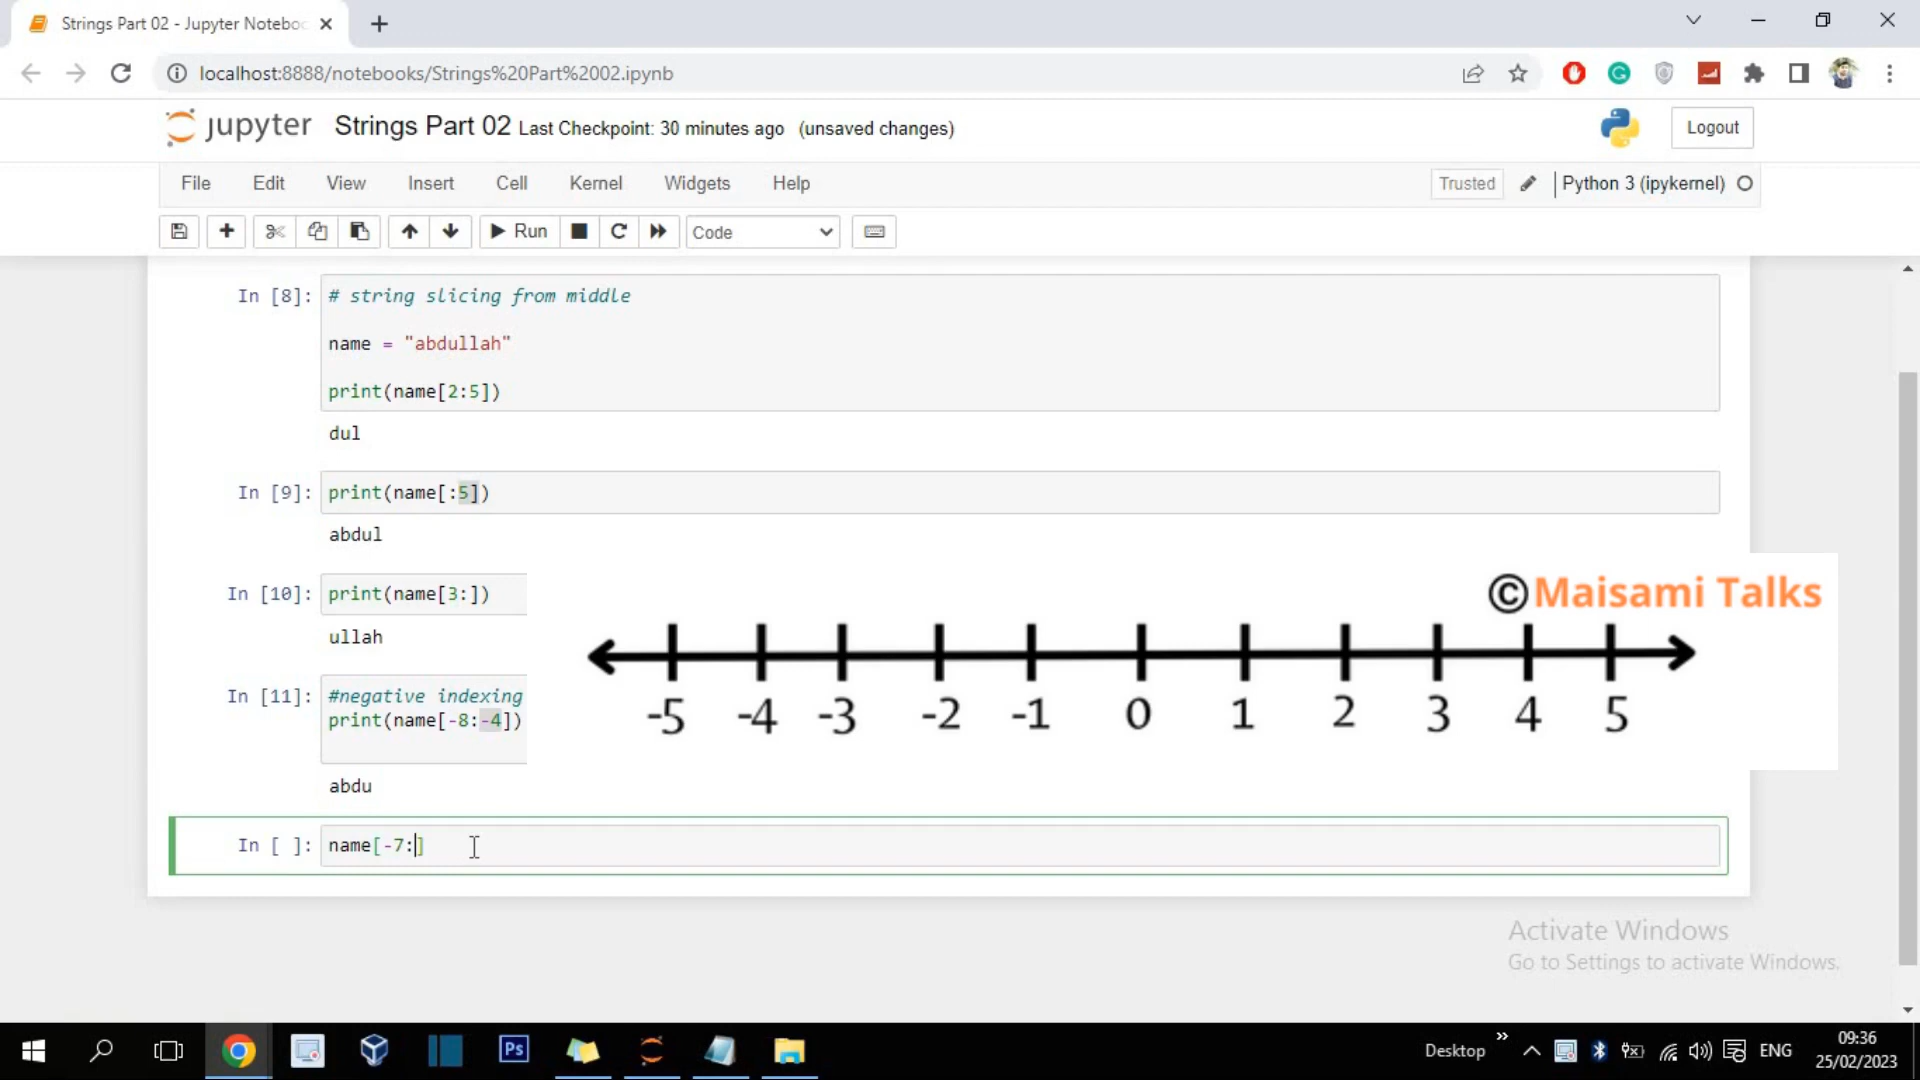 Strings Part 02 - Jupyter Noteboo
localhost:8888/notebooks/Strings%20Part%2002.ipynb
jupyter Strings Part 02 Last Checkpoint: 30 minutes ago (unsaved changes)
Logout
File Edit View Insert Cell Kernel Widgets Help
Trusted Python 3 (ipykernel)
Run Code
In [8]: # string slicing from middle
name = "abdullah"
print(name[2:5])
dul
In [9]: print(name[:5])
abdul
In [10]: print(name[3:])
ullah
©Maisami Talks
In [11]: #negative indexing
print(name[-8:-4])
-5 -4 -3 -2 -1 0 1 2 3 4 5
abdu
In [ ]: name[-7:]
Activate Windows
Go to Settings to activate Windows.
Ps
Desktop ENG
09:36
25/02/2023